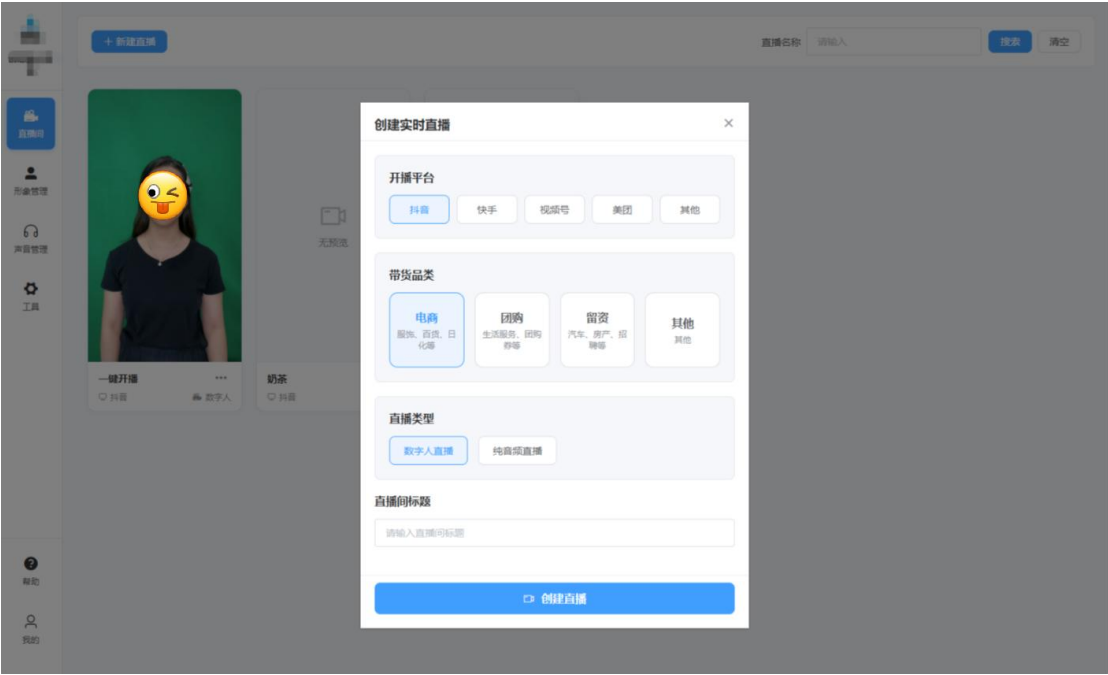 + 新建直播
直播名称
请输入
搜索
清空
直播间
形象管理
声音管理
工具
帮助
我的
无预览
一键开播
...
抖音
数字人
奶茶
抖音
创建实时直播
×
开播平台
抖音
快手
视频号
美团
其他
带货品类
电商
服饰、百货、日
化等
团购
生活服务、团购
券等
留资
汽车、房产、招
聘等
其他
其他
直播类型
数字人直播
纯音频直播
直播间标题
请输入直播间标题
创建直播